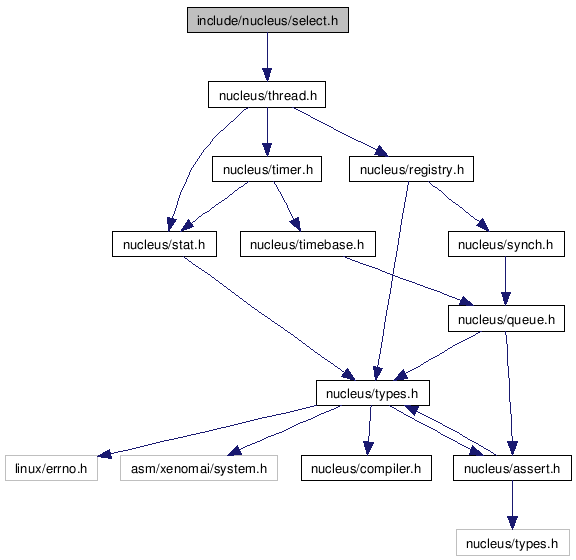 include/nucleus/select.h
nucleus/thread.h
nucleus/timer.h
nucleus/registry.h
nucleus/stat.h
nucleus/timebase.h
nucleus/synch.h
nucleus/queue.h
nucleus/types.h
linux/errno.h
asm/xenomai/system.h
nucleus/compiler.h
nucleus/assert.h
nucleus/types.h